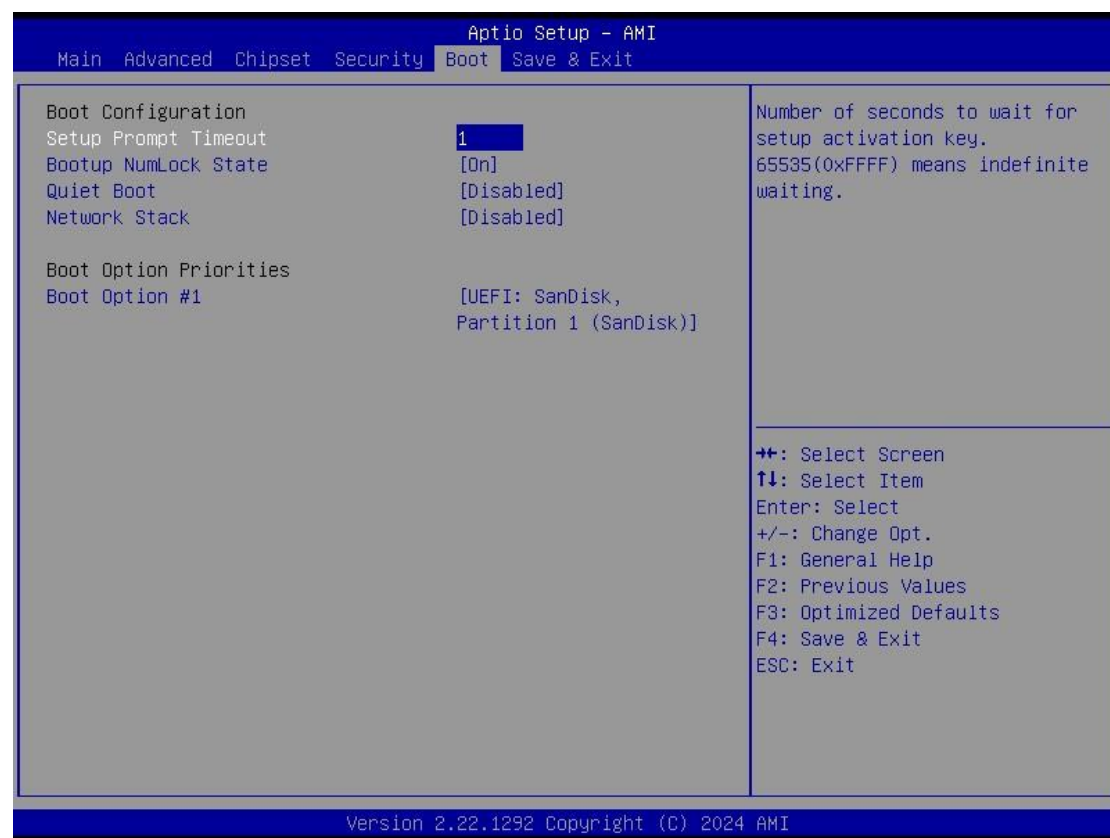 Aptio Setup – AMI
Main Advanced Chipset Security Boot Save & Exit
Boot Configuration
Setup Prompt Timeout 1
Bootup NumLock State [On]
Quiet Boot [Disabled]
Network Stack [Disabled]
Boot Option Priorities
Boot Option #1 [UEFI: SanDisk,
Partition 1 (SanDisk)]
Number of seconds to wait for
setup activation key.
65535(0xFFFF) means indefinite
waiting.
→←: Select Screen
↑↓: Select Item
Enter: Select
+/-: Change Opt.
F1: General Help
F2: Previous Values
F3: Optimized Defaults
F4: Save & Exit
ESC: Exit
Version 2.22.1292 Copyright (C) 2024 AMI